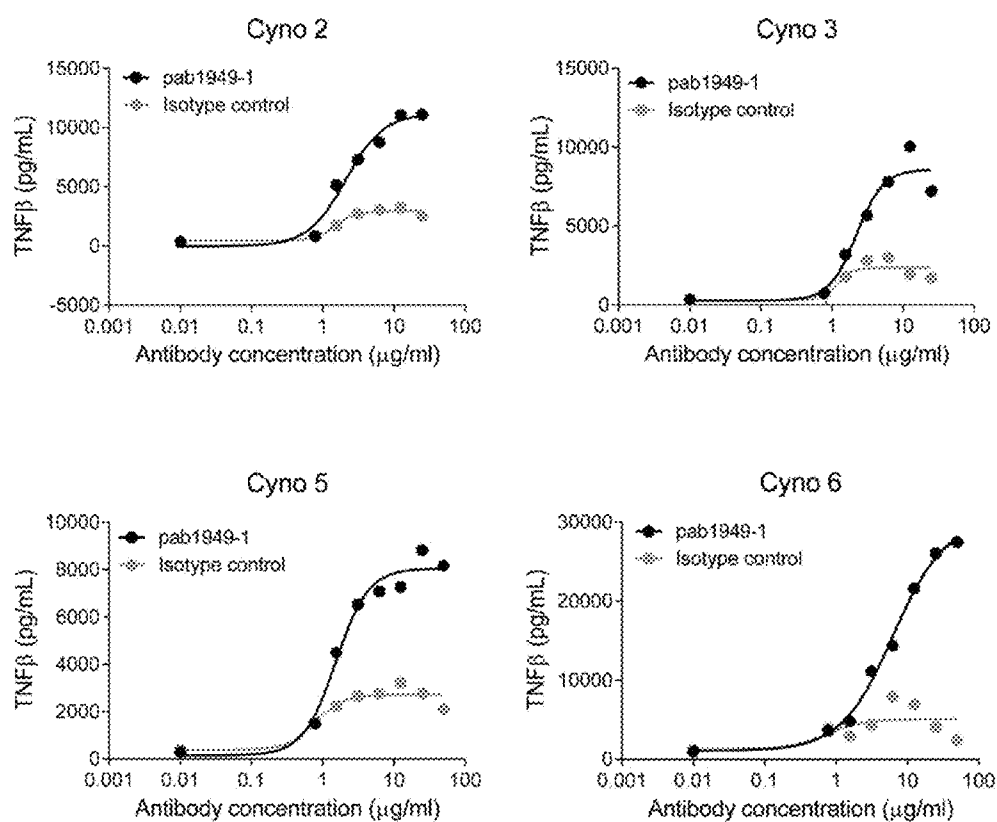 Cyno 2
15000
10000
5000
0
-5000
TNFβ (pg/mL)
pab1949-1
Isotype control
0.001 0.01 0.1 1 10 100
Antibody concentration (μg/ml)
Cyno 3
15000
10000
5000
0
TNFβ (pg/mL)
pab1949-1
Isotype control
0.001 0.01 0.1 1 10 100
Antibody concentration (μg/ml)
Cyno 5
10000
8000
6000
4000
2000
0
TNFβ (pg/mL)
pab1949-1
Isotype control
0.001 0.01 0.1 1 10 100
Antibody concentration (μg/ml)
Cyno 6
30000
20000
10000
0
TNFβ (pg/mL)
pab1949-1
Isotype control
0.001 0.01 0.1 1 10 100
Antibody concentration (μg/ml)